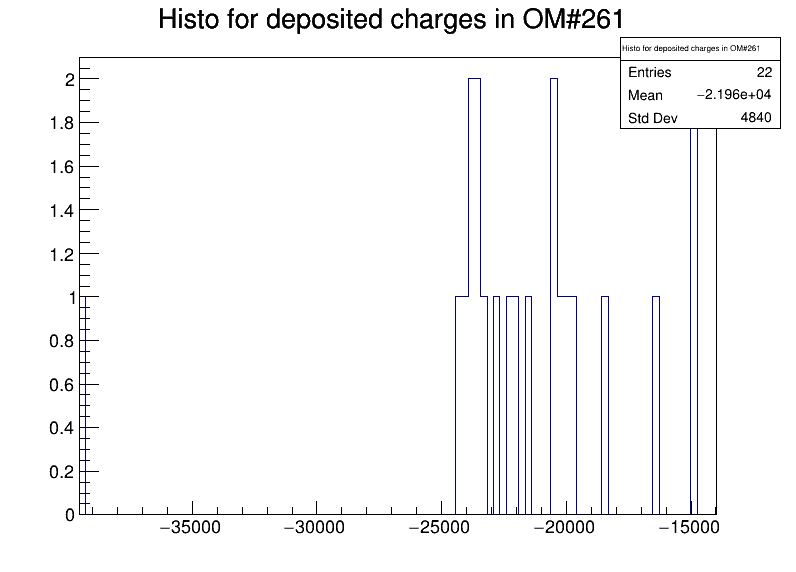 Histo for deposited charges in OM#261
Histo for deposited charges in OM#261
Entries 22
Mean −2.196e+04
Std Dev 4840
2
1.8
1.6
1.4
1.2
1
0.8
0.6
0.4
0.2
0
−35000 −30000 −25000 −20000 −15000